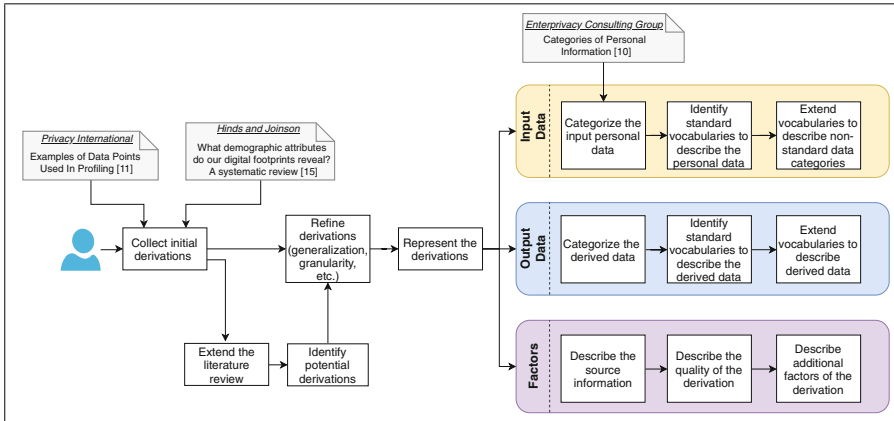 Enterprivacy Consulting Group
Categories of Personal
Information [10]
Privacy International
Examples of Data Points
Used In Profiling [11]
Hinds and Joinson
What demographic attributes
do our digital footprints reveal?
A systematic review [15]
Collect initial
derivations
Refine derivations
(generalization,
granularity,
etc.)
Represent the
derivations
Extend the
literature
review
Identify
potential
derivations
Input
Data
Categorize the
input personal
data
Identify
standard
vocabularies to
describe the
personal data
Extend
vocabularies to
describe non-
standard data
categories
Output
Data
Categorize the
derived data
Identify
standard
vocabularies to
describe the
derived data
Extend
vocabularies to
describe
derived data
Factors
Describe the
source
information
Describe the
quality of the
derivation
Describe
additional
factors of the
derivation